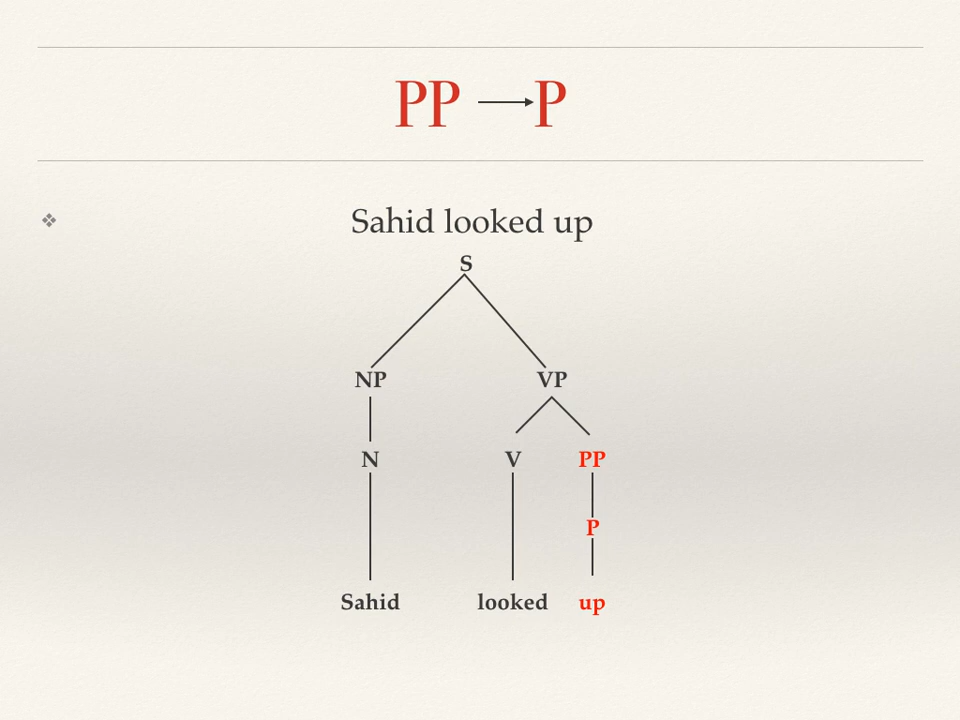 PP → P
❖ Sahid looked up
S
NP VP
N V PP
P
Sahid looked up